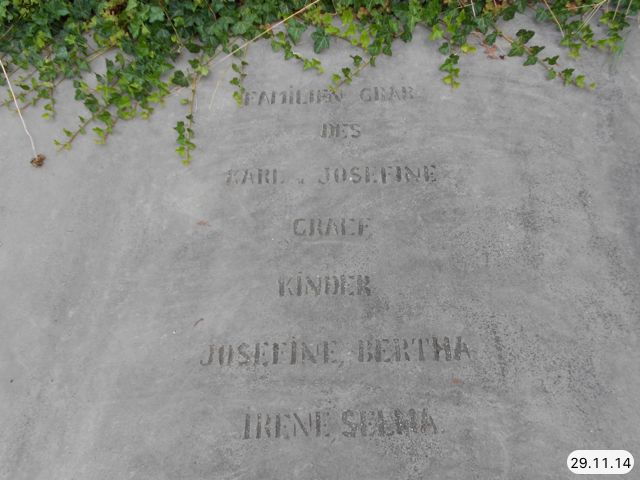 FAMILIEN GRAB
DES
KARL u. JOSEFINE
GRAEF
KINDER
JOSEFINE, BERTHA
IRENE, SELMA.
29.11.14